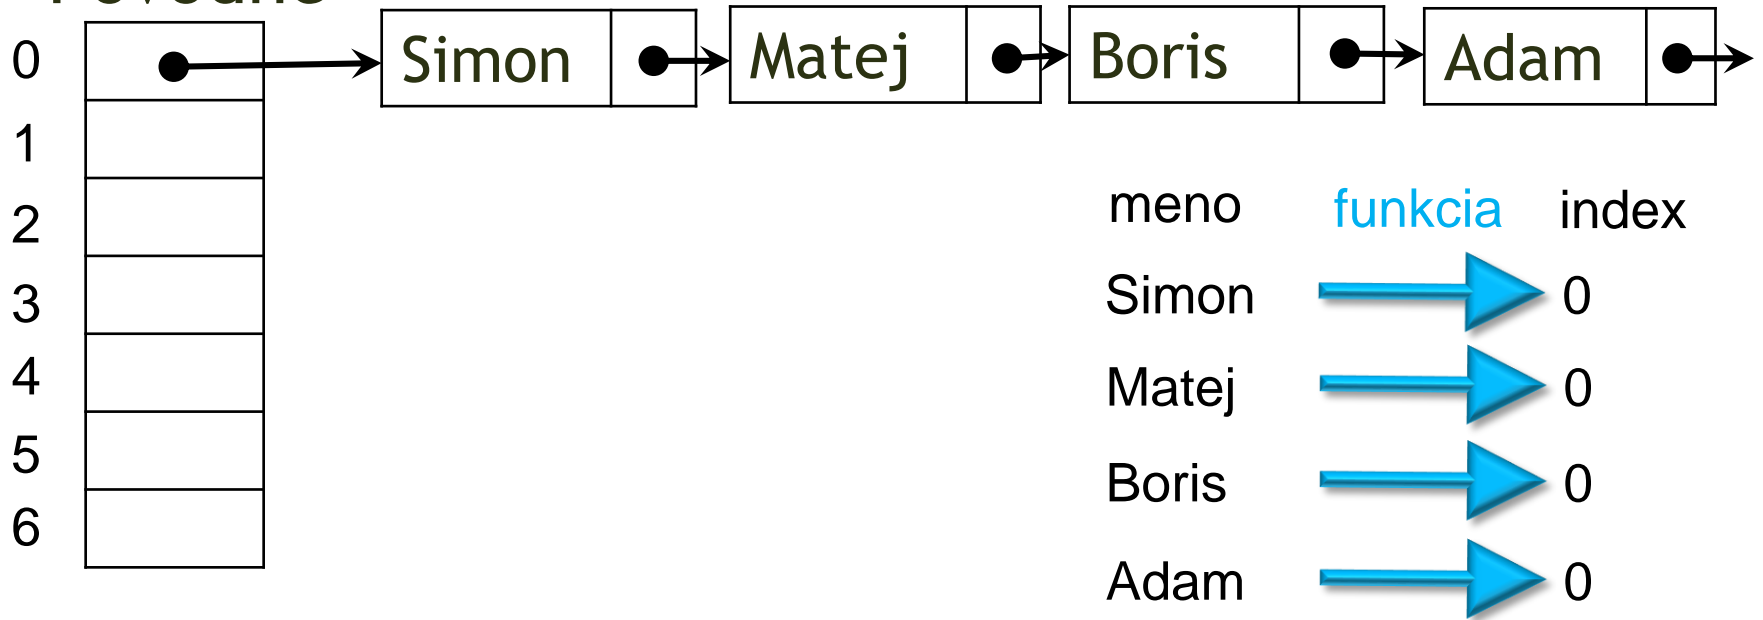 0 Simon Matej Boris Adam
1
2 meno funkcia index
3 Simon 0
4 Matej 0
5 Boris 0
6
Adam 0